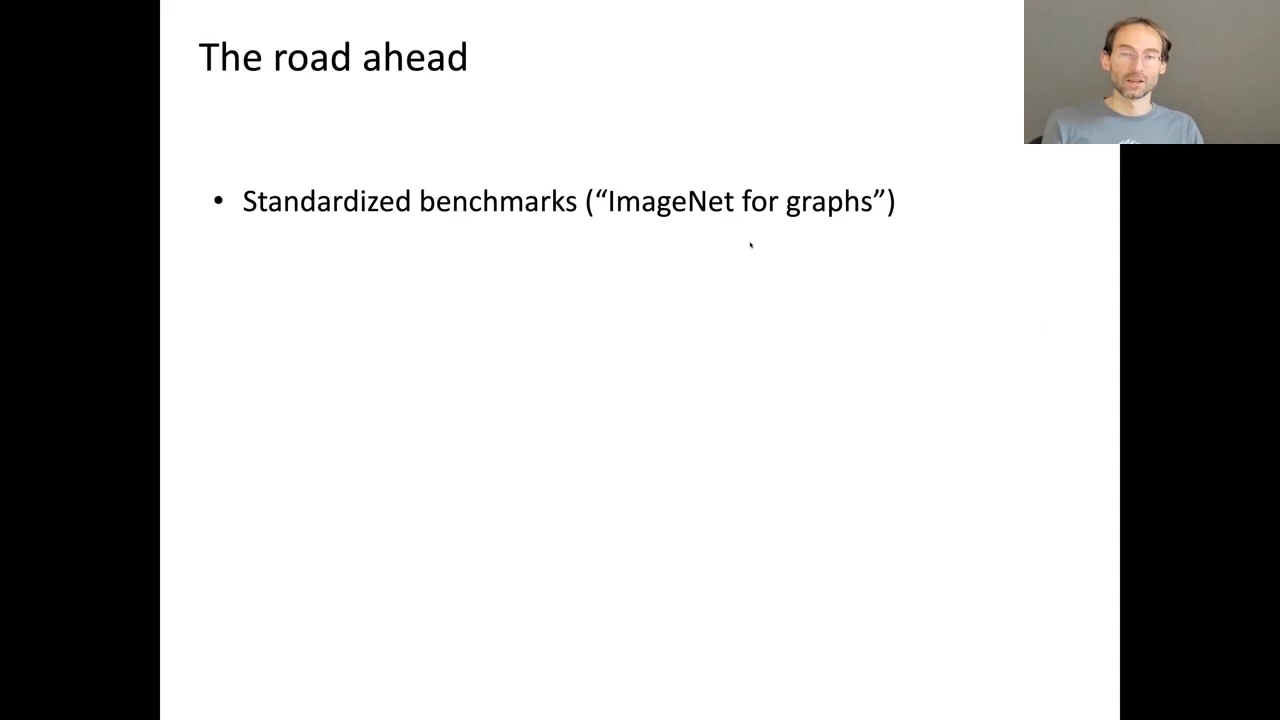 The road ahead
• Standardized benchmarks (“ImageNet for graphs”)